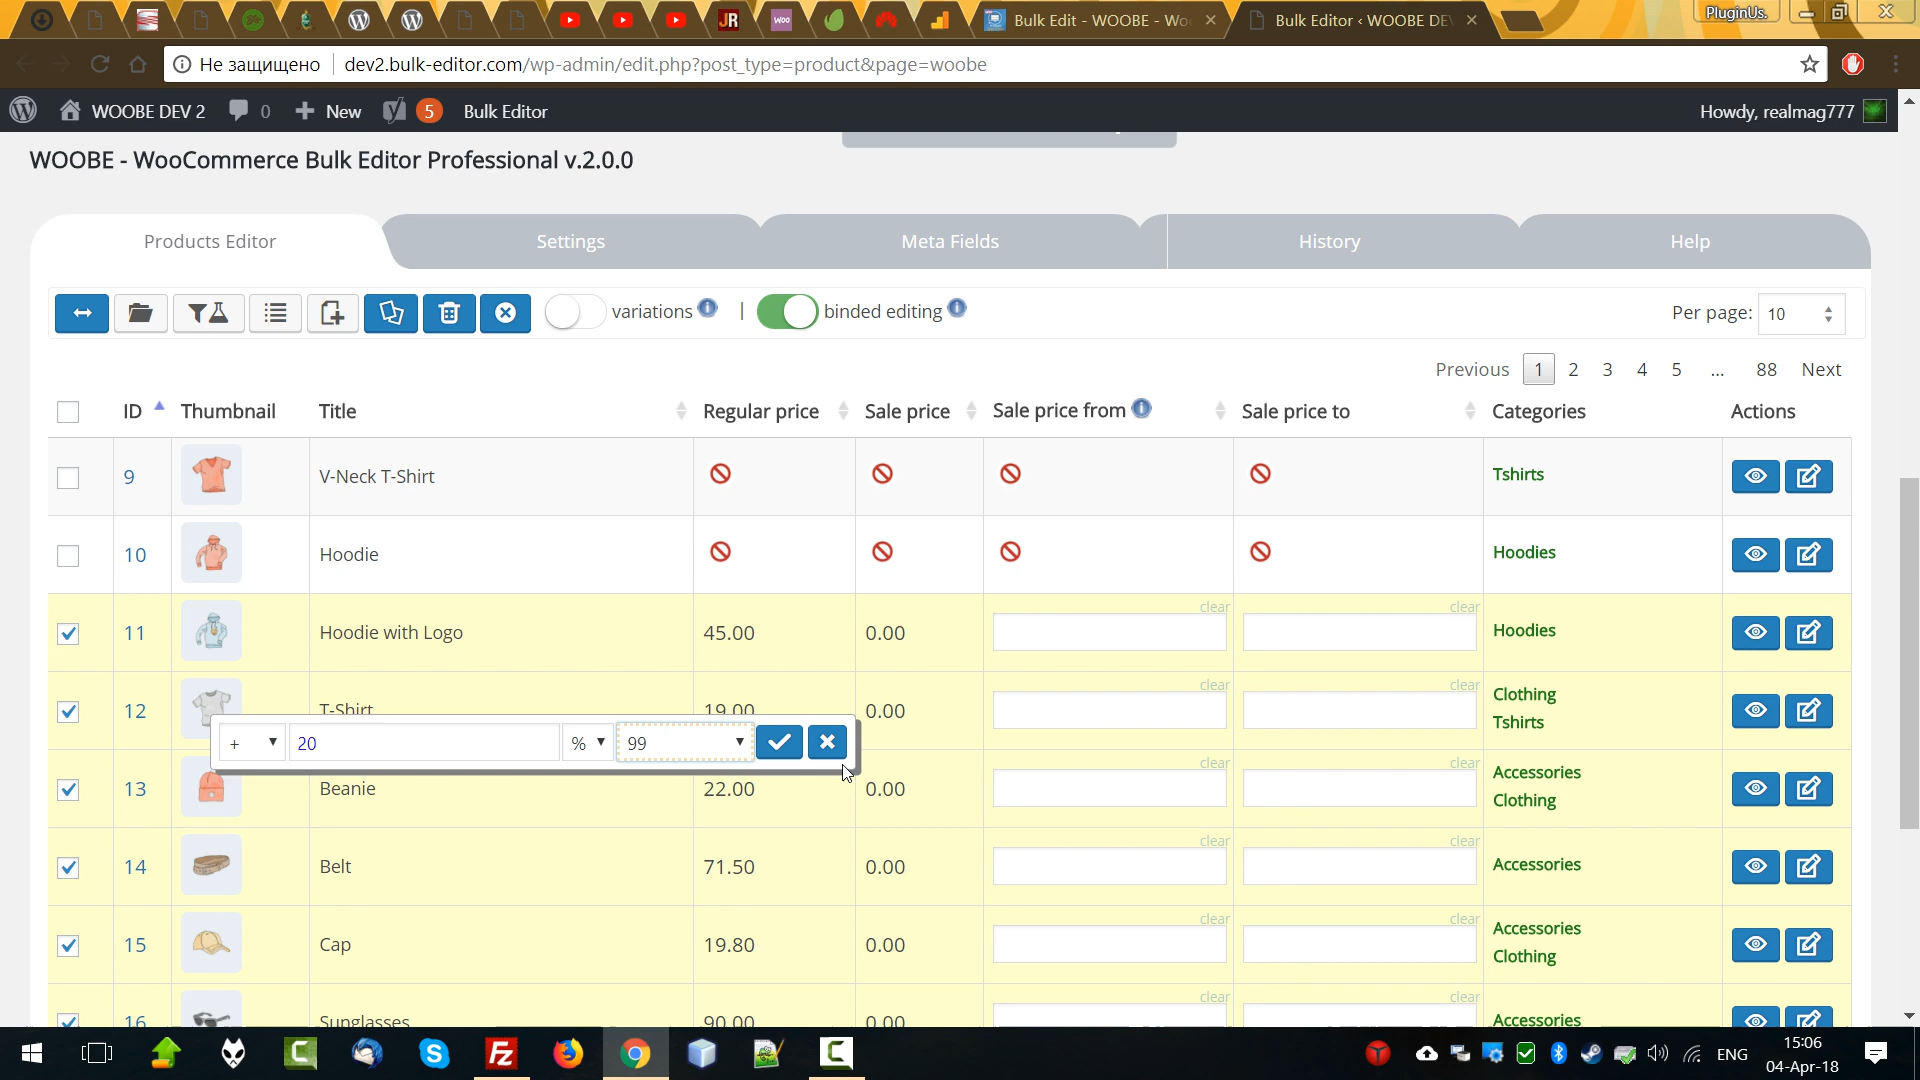 JR
WOO
Bulk Edit - WOOBE - Wo
Bulk Editor ‹ WOOBE DE
PluginUs.
Не защищено
dev2.bulk-editor.com/wp-admin/edit.php?post_type=product&page=woobe
WOOBE DEV 2 0 New 5 Bulk Editor Howdy, realmag777
WOOBE - WooCommerce Bulk Editor Professional v.2.0.0
Products Editor Settings Meta Fields History Help
variations | binded editing Per page: 10
Previous 1 2 3 4 5 ... 88 Next
ID Thumbnail Title Regular price Sale price Sale price from Sale price to Categories Actions
9 V-Neck T-Shirt Tshirts
10 Hoodie Hoodies
clear clear
11 Hoodie with Logo 45.00 0.00 Hoodies
clear clear
12 T-Shirt 19.00 0.00 Clothing
Tshirts
+ 20 % 99
clear clear
13 Beanie 22.00 0.00 Accessories
Clothing
clear clear
14 Belt 71.50 0.00 Accessories
clear clear
15 Cap 19.80 0.00 Accessories
Clothing
clear clear
16 Sunglasses 90.00 0.00 Accessories
Fz
ENG
15:06
04-Apr-18